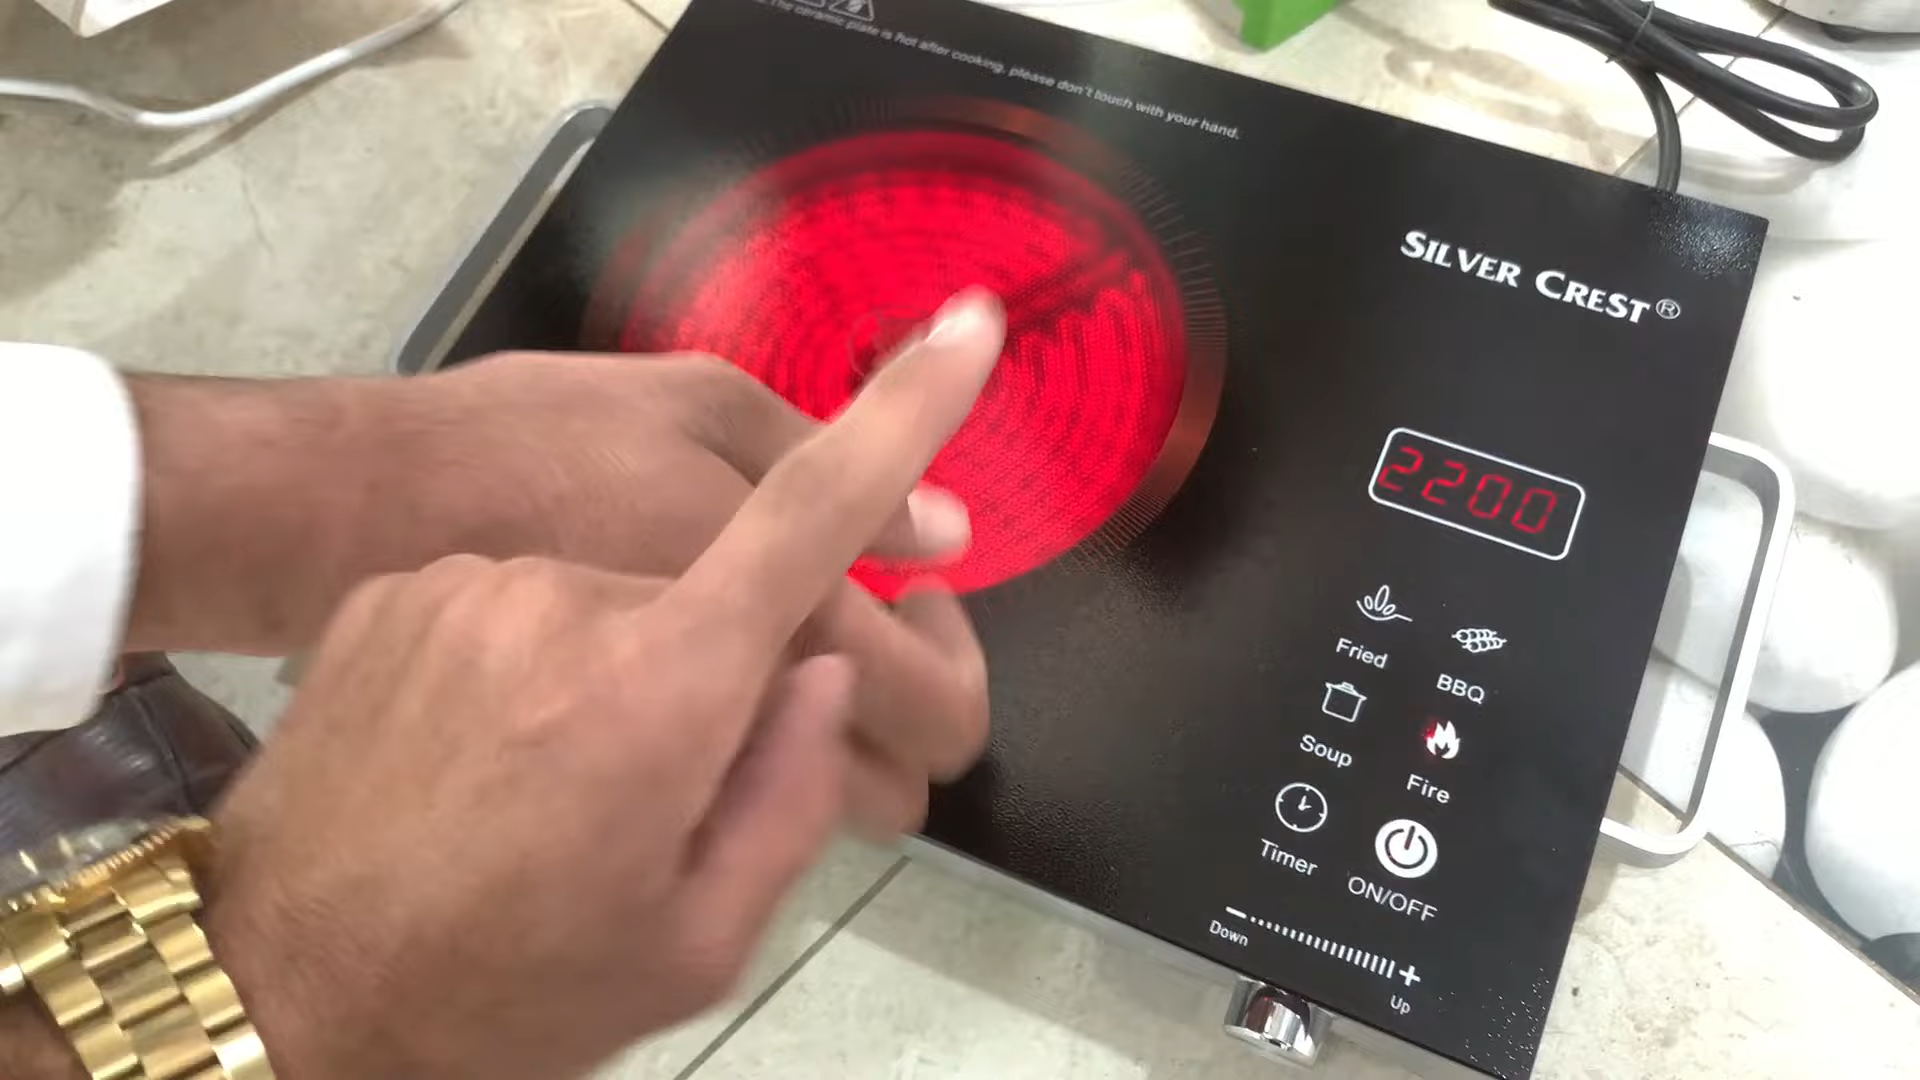 The ceramic plate is hot after cooking, please don't touch with your hand.
SILVER CREST®
2200
Fried
BBQ
Soup
Fire
Timer
ON/OFF
Down
Up